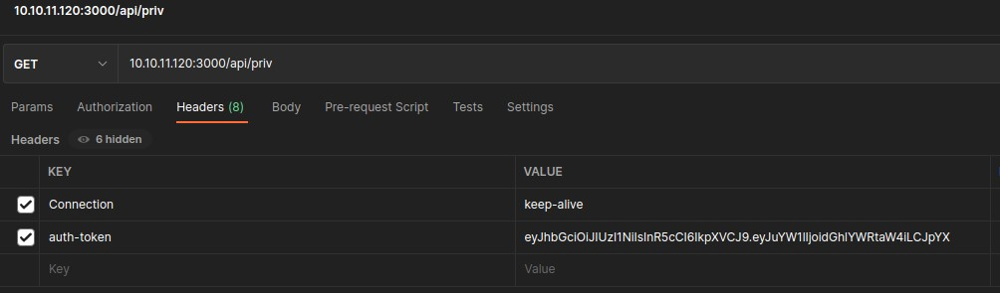 10.10.11.120:3000/api/priv
GET 10.10.11.120:3000/api/priv
Params Authorization Headers (8) Body Pre-request Script Tests Settings
Headers 6 hidden
KEY VALUE
Connection keep-alive
auth-token eyJhbGciOiJIUzI1NiIsInR5cCI6IkpXVCJ9.eyJuYW1lIjoidGhlYWRtaW4iLCJpYX
Key Value